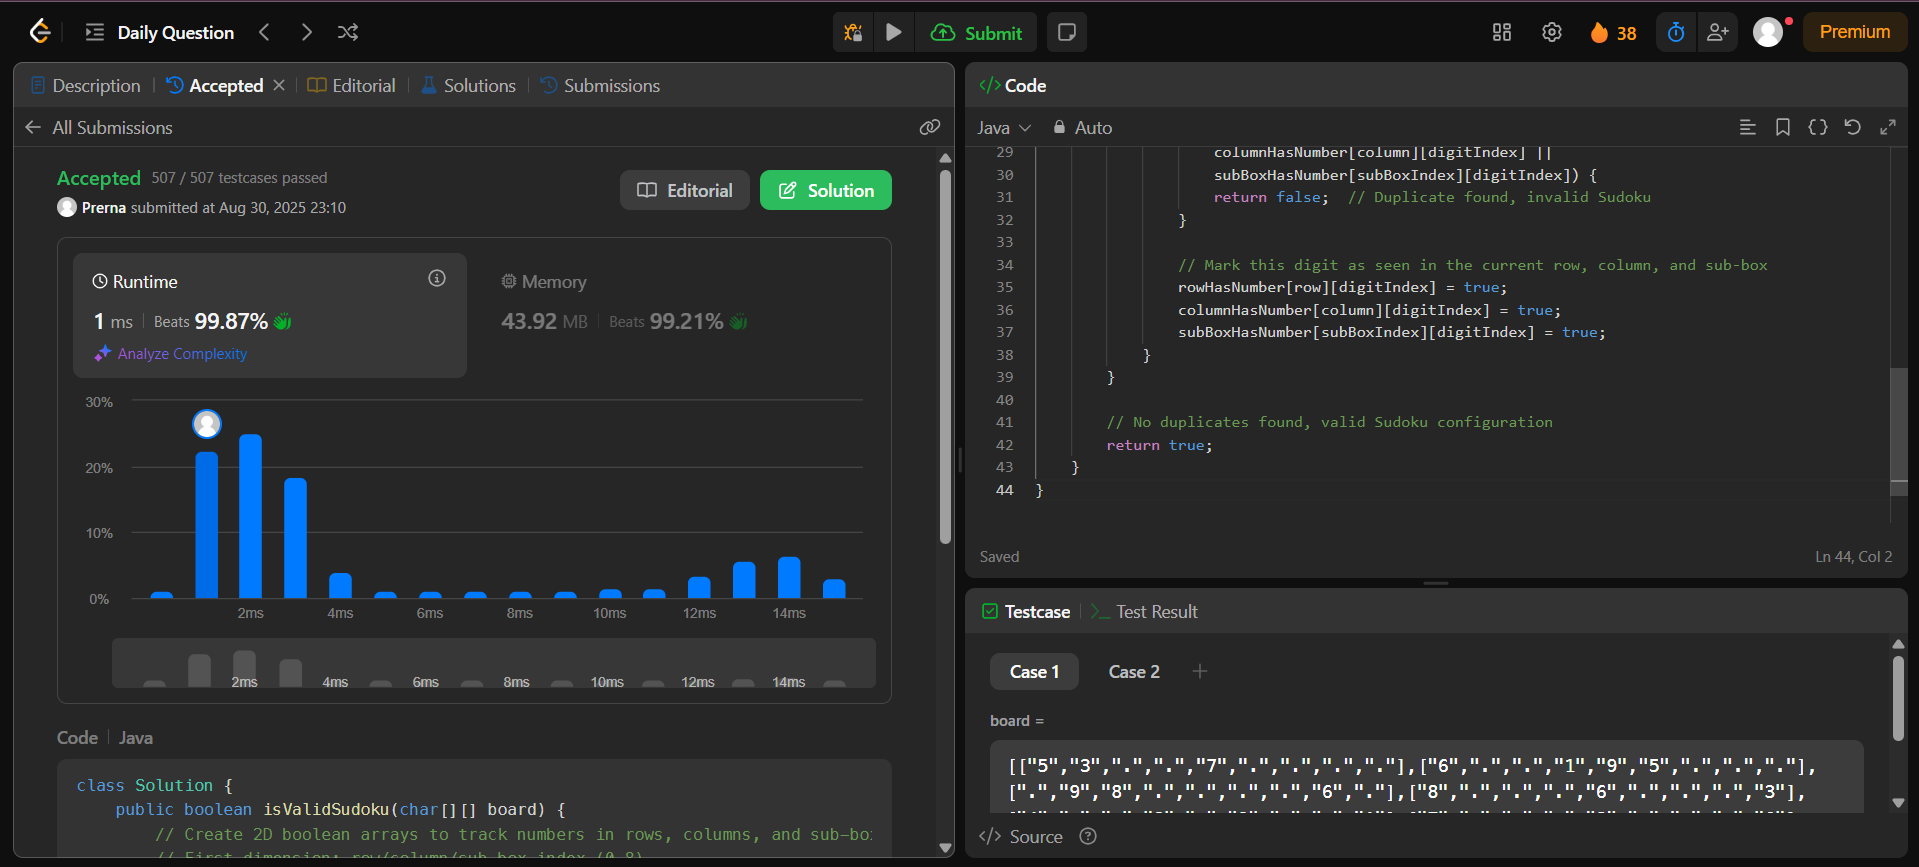 Daily Question
Submit
38
Premium
Description
Accepted
Editorial
Solutions
Submissions
All Submissions
Accepted 507 / 507 testcases passed
Prerna submitted at Aug 30, 2025 23:10
Editorial
Solution
Runtime
1 ms Beats 99.87%
Analyze Complexity
Memory
43.92 MB Beats 99.21%
30%
20%
10%
0%
2ms 4ms 6ms 8ms 10ms 12ms 14ms
2ms 4ms 6ms 8ms 10ms 12ms 14ms
Code Java
class Solution {
public boolean isValidSudoku(char[][] board) {
// Create 2D boolean arrays to track numbers in rows, columns, and sub-bo
// First dimension: row/column/sub-box index (0-8)
</> Code
Java Auto
29 columnHasNumber[column][digitIndex] ||
30 subBoxHasNumber[subBoxIndex][digitIndex]) {
31 return false; // Duplicate found, invalid Sudoku
32 }
33
34 // Mark this digit as seen in the current row, column, and sub-box
35 rowHasNumber[row][digitIndex] = true;
36 columnHasNumber[column][digitIndex] = true;
37 subBoxHasNumber[subBoxIndex][digitIndex] = true;
38 }
39 }
40
41 // No duplicates found, valid Sudoku configuration
42 return true;
43 }
44 }
Saved
Ln 44, Col 2
Testcase
Test Result
Case 1
Case 2
board =
[["5","3",".",".","7",".",".",".","."],["6",".",".","1","9","5",".",".","."],
[".","9","8",".",".",".",".","6","."],["8",".",".",".","6",".",".",".","3"],
</> Source